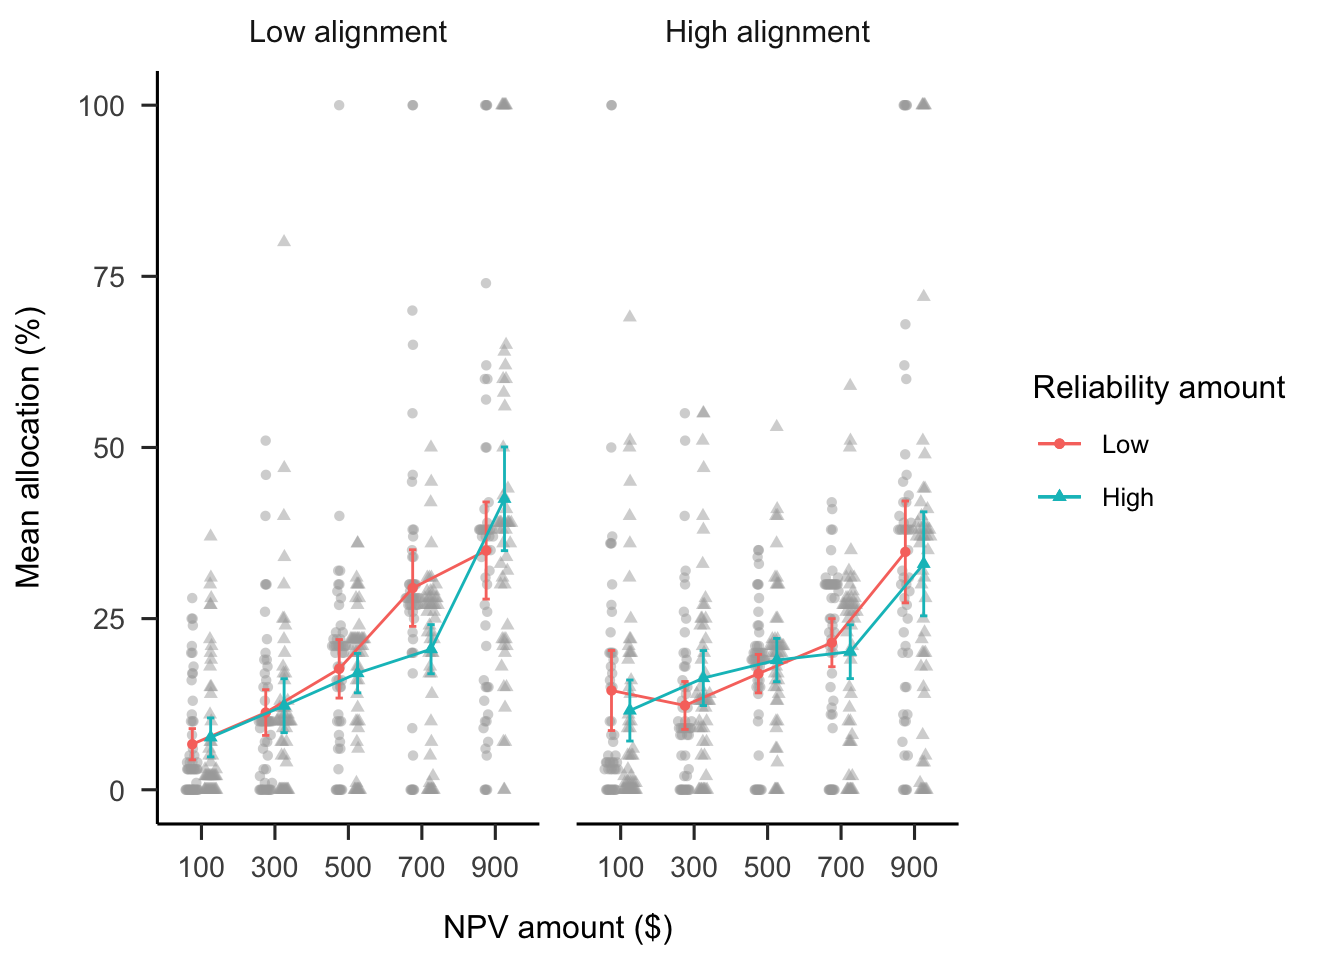 Low alignment
High alignment
Mean allocation (%)
100
75
50
25
0
100 300 500 700 900
100 300 500 700 900
NPV amount ($)
Reliability amount
Low
High